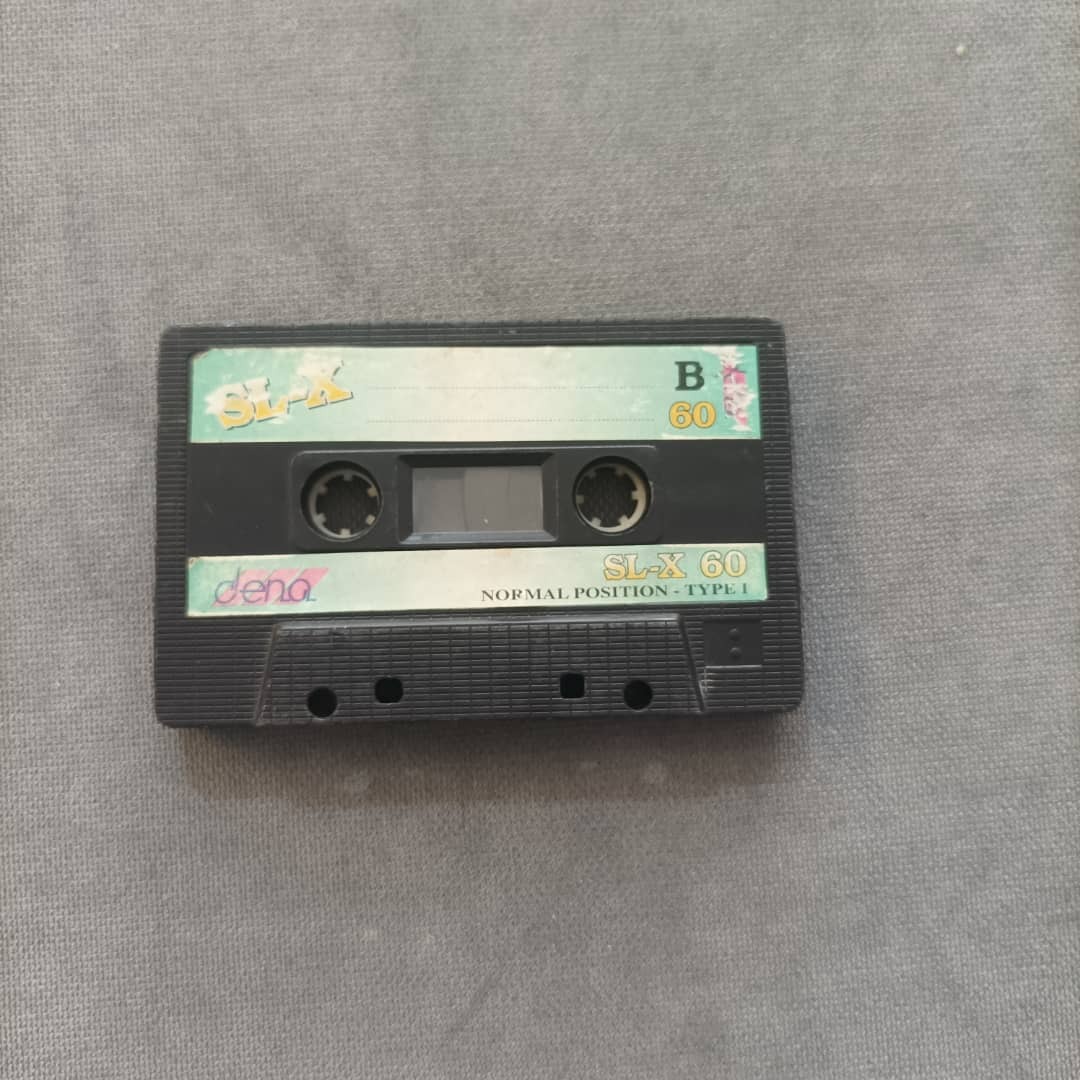 SL-X
B
60
dena
SL-X 60
NORMAL POSITION - TYPE I